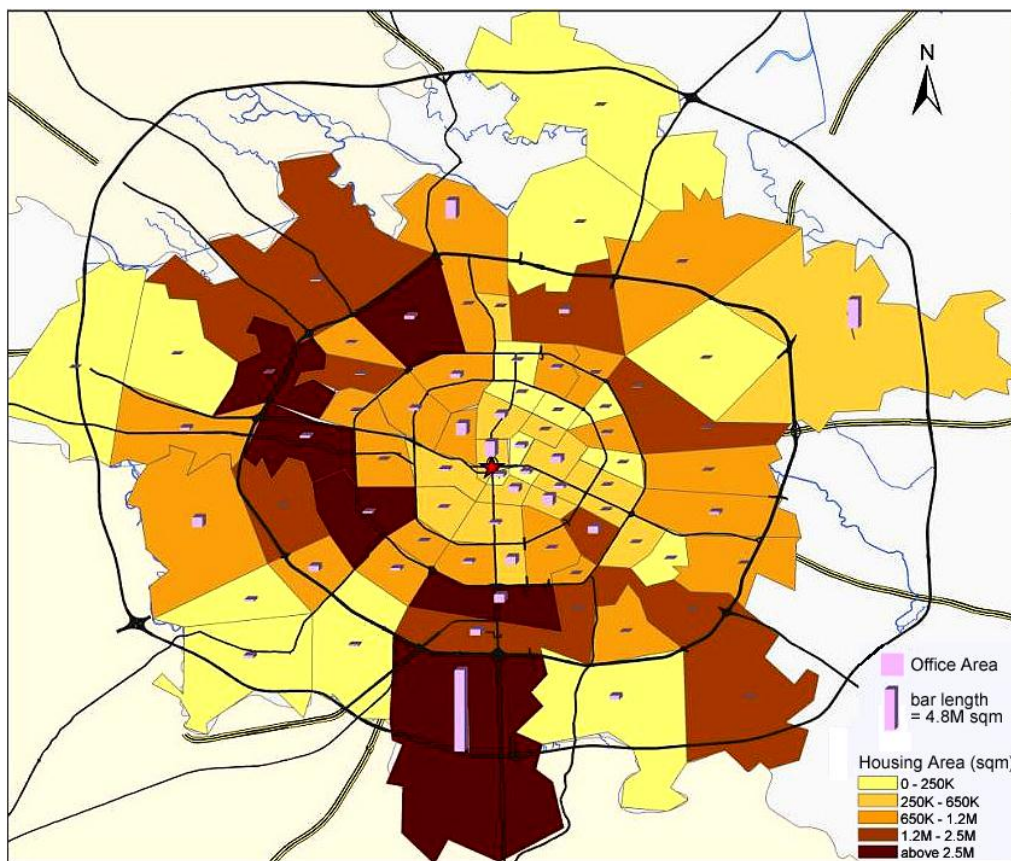 N
Office Area
bar length
= 4.8M sqm
Housing Area (sqm)
0 - 250K
250K - 650K
650K - 1.2M
1.2M - 2.5M
above 2.5M